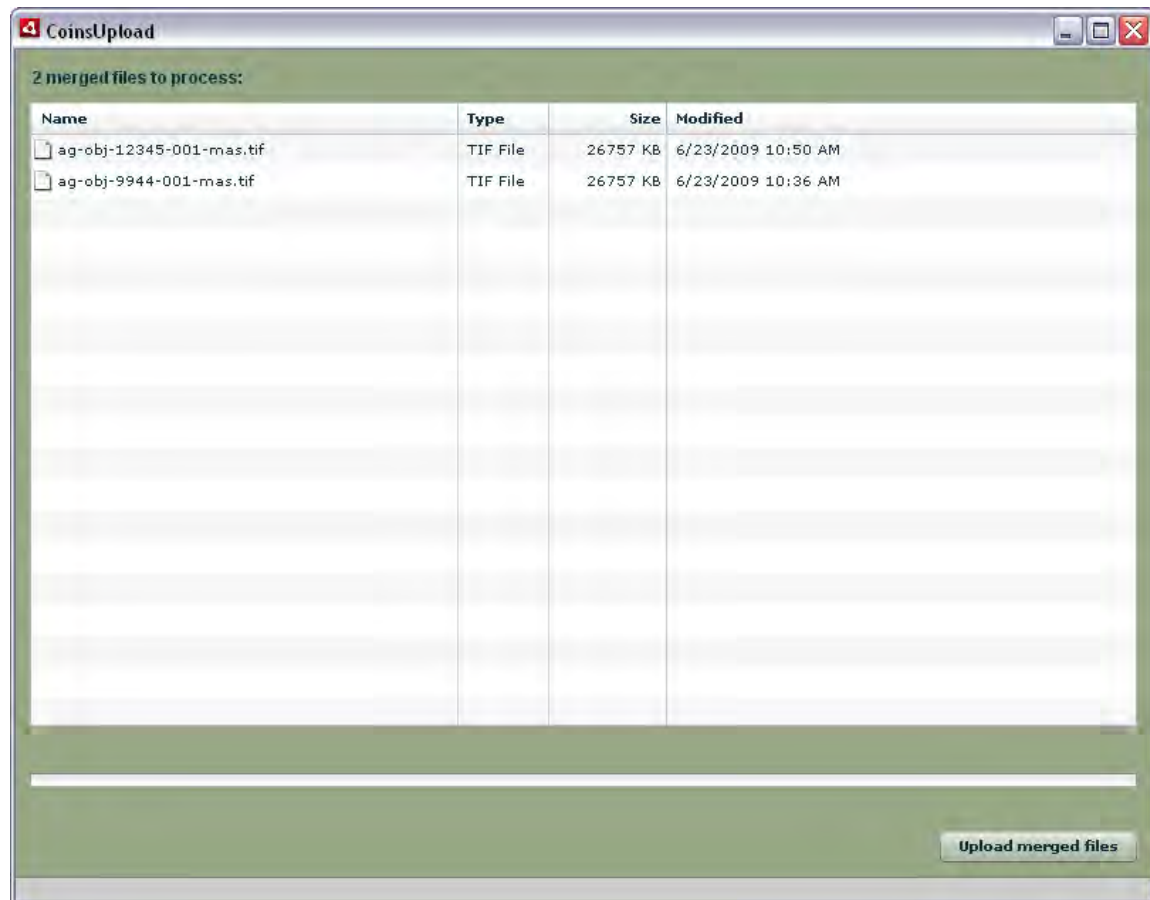 CoinsUpload
2 merged files to process:
Name Type Size Modified
ag-obj-12345-001-mas.tif TIF File 26757 KB 6/23/2009 10:50 AM
ag-obj-9944-001-mas.tif TIF File 26757 KB 6/23/2009 10:36 AM
Upload merged files